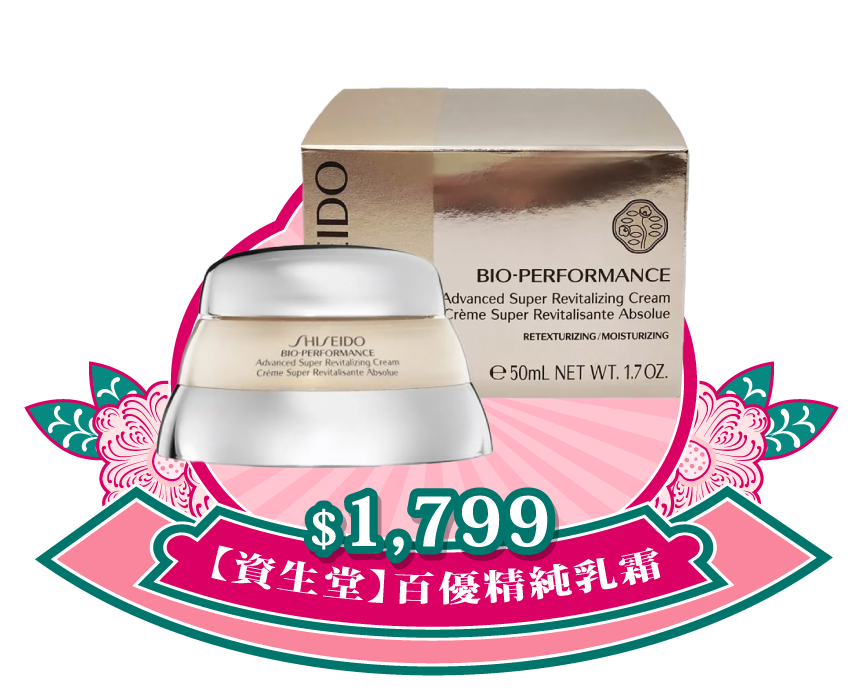 EIDO
BIO-PERFORMANCE
Advanced Super Revitalizing Cream
Crème Super Revitalisante Absolue
RETEXTURIZING/MOISTURIZING
℮ 50mL NET WT. 1.7 OZ.
SHISEIDO
BIO-PERFORMANCE
Advanced Super Revitalizing Cream
Crème Super Revitalisante Absolue
$1,799
【資生堂】百優精純乳霜